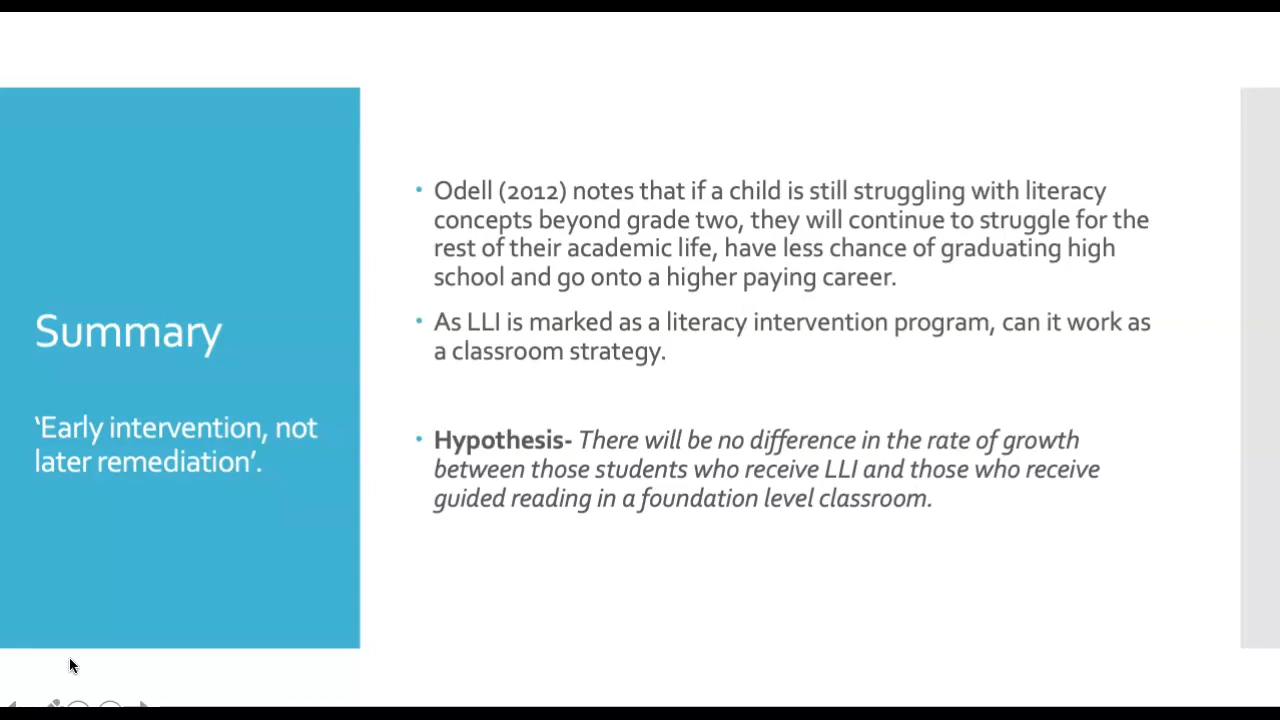 Summary
‘Early intervention, not
later remediation’.
• Odell (2012) notes that if a child is still struggling with literacy
concepts beyond grade two, they will continue to struggle for the
rest of their academic life, have less chance of graduating high
school and go onto a higher paying career.
• As LLI is marked as a literacy intervention program, can it work as
a classroom strategy.
• Hypothesis- There will be no difference in the rate of growth
between those students who receive LLI and those who receive
guided reading in a foundation level classroom.